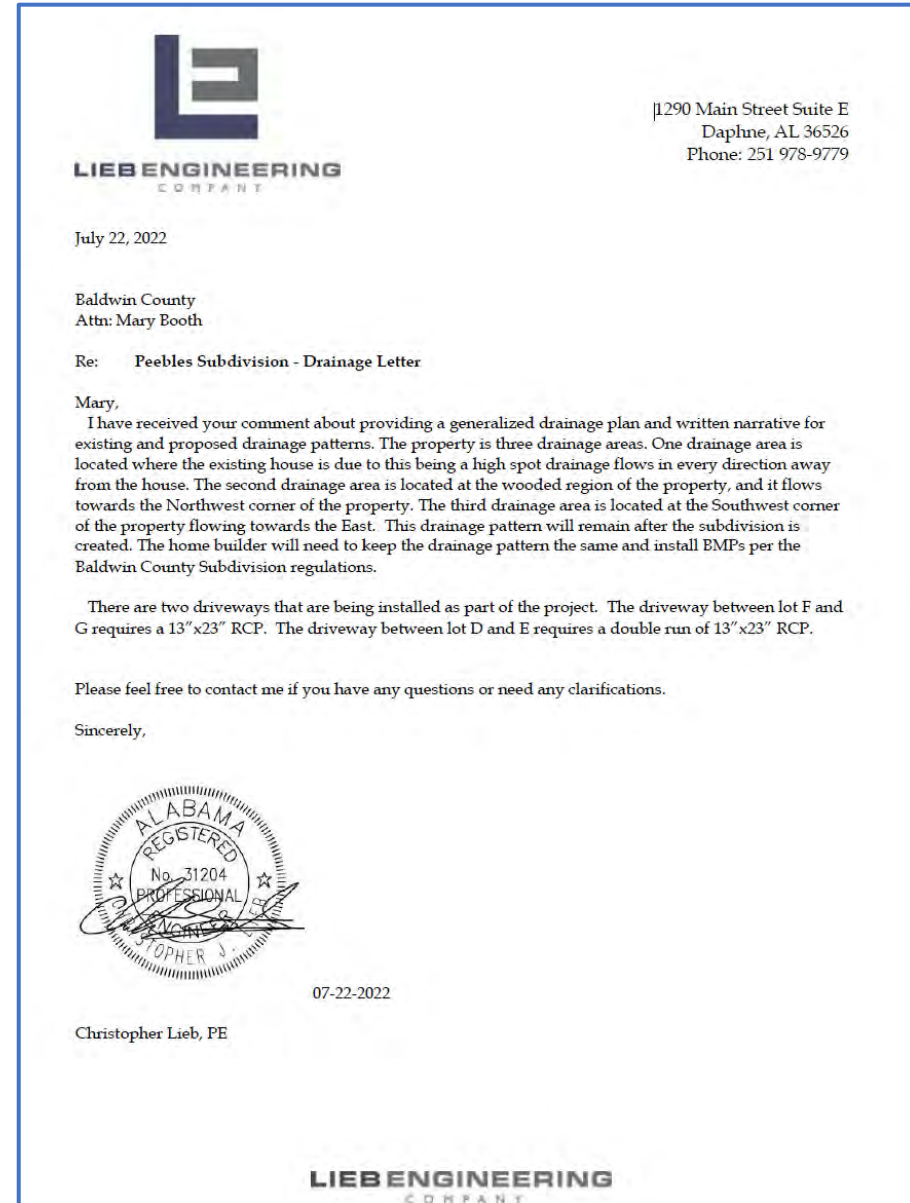 LIEB ENGINEERING
COMPANY
1290 Main Street Suite E
Daphne, AL 36526
Phone: 251 978-9779
July 22, 2022
Baldwin County
Attn: Mary Booth
Re: Peebles Subdivision - Drainage Letter
Mary,
I have received your comment about providing a generalized drainage plan and written narrative for
existing and proposed drainage patterns. The property is three drainage areas. One drainage area is
located where the existing house is due to this being a high spot drainage flows in every direction away
from the house. The second drainage area is located at the wooded region of the property, and it flows
towards the Northwest corner of the property. The third drainage area is located at the Southwest corner
of the property flowing towards the East. This drainage pattern will remain after the subdivision is
created. The home builder will need to keep the drainage pattern the same and install BMPs per the
Baldwin County Subdivision regulations.
There are two driveways that are being installed as part of the project. The driveway between lot F and
G requires a 13"x23" RCP. The driveway between lot D and E requires a double run of 13"x23" RCP.
Please feel free to contact me if you have any questions or need any clarifications.
Sincerely,
ALABAMA
REGISTERED
No. 31204
PROFESSIONAL
ENGINEER
CHRISTOPHER J. LIEB
07-22-2022
Christopher Lieb, PE
LIEB ENGINEERING
COMPANY